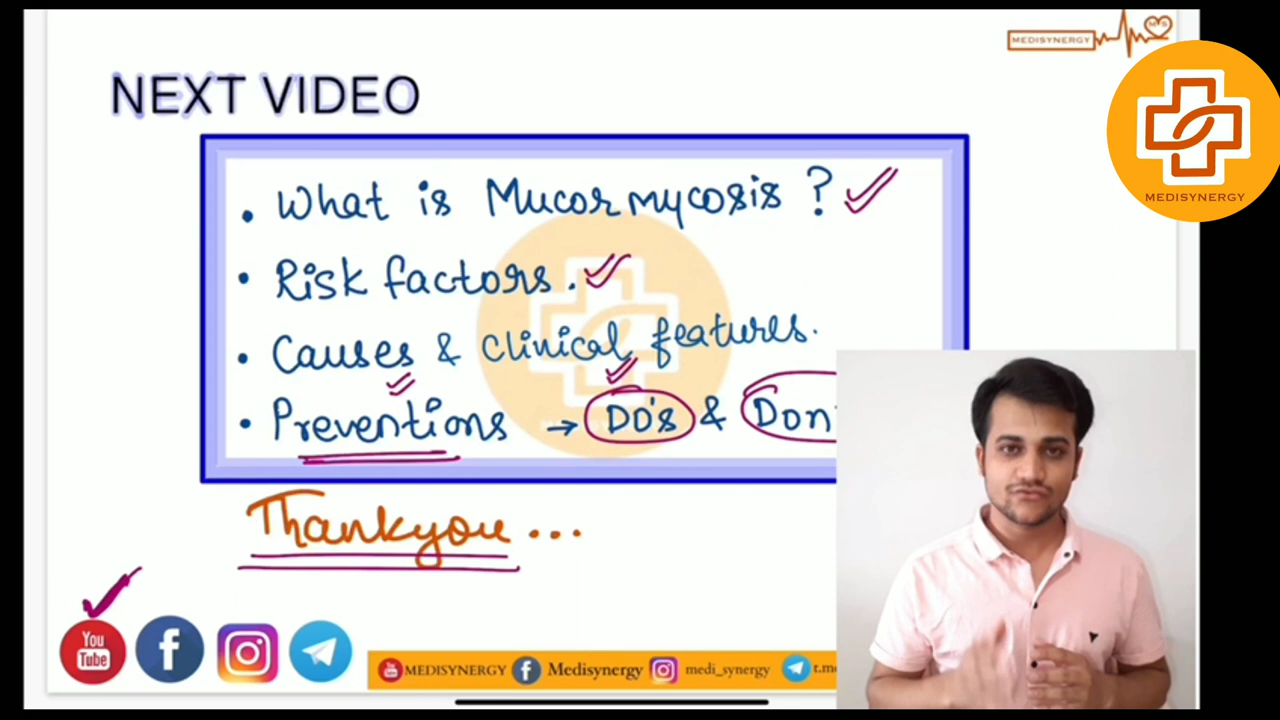 MEDISYNERGY
MS
NEXT VIDEO
MEDISYNERGY
• What is Mucormycosis ?
• Risk factors.
• Causes & Clinical features.
• Preventions → Do's & Don
Thankyou ...
You Tube
MEDISYNERGY Medisynergy medi_synergy t.m